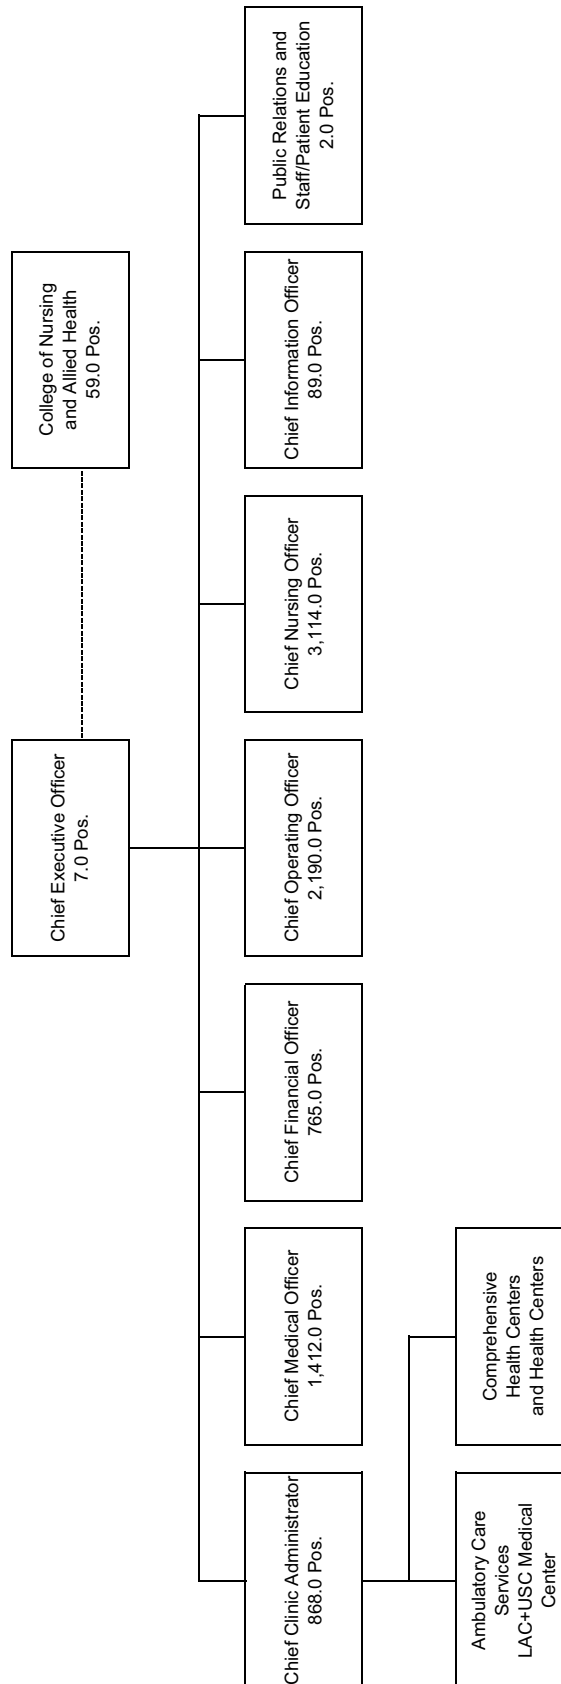 Chief Executive Officer
7.0 Pos.
College of Nursing
and Allied Health
59.0 Pos.
Chief Clinic Administrator
868.0 Pos.
Chief Medical Officer
1,412.0 Pos.
Chief Financial Officer
765.0 Pos.
Chief Operating Officer
2,190.0 Pos.
Chief Nursing Officer
3,114.0 Pos.
Chief Information Officer
89.0 Pos.
Public Relations and
Staff/Patient Education
2.0 Pos.
Ambulatory Care
Services
LAC+USC Medical
Center
Comprehensive
Health Centers
and Health Centers